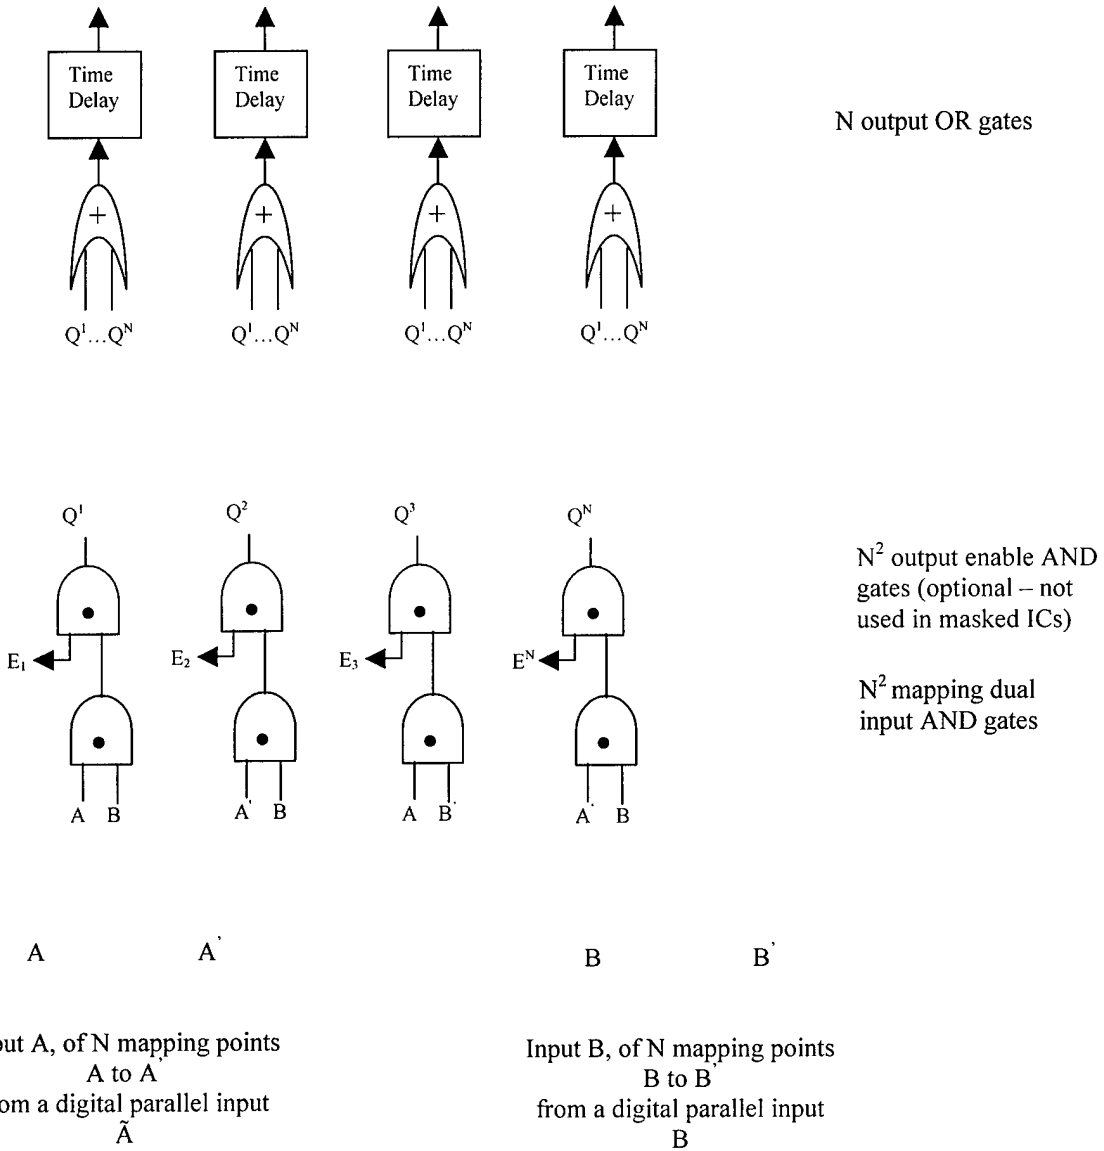 Time Delay
Time Delay
Time Delay
Time Delay
N output OR gates
+
+
+
+
Q¹...Qᴺ
Q¹...Qᴺ
Q¹...Qᴺ
Q¹...Qᴺ
Q¹
Q²
Q³
Qᴺ
N² output enable AND
gates (optional – not
used in masked ICs)
E₁
E₂
E₃
Eᴺ
N² mapping dual
input AND gates
A B
A' B
A B'
A' B
A
A'
B
B'
A, of N mapping points
A to A'
a digital parallel input
Ã
Input B, of N mapping points
B to B'
from a digital parallel input
B